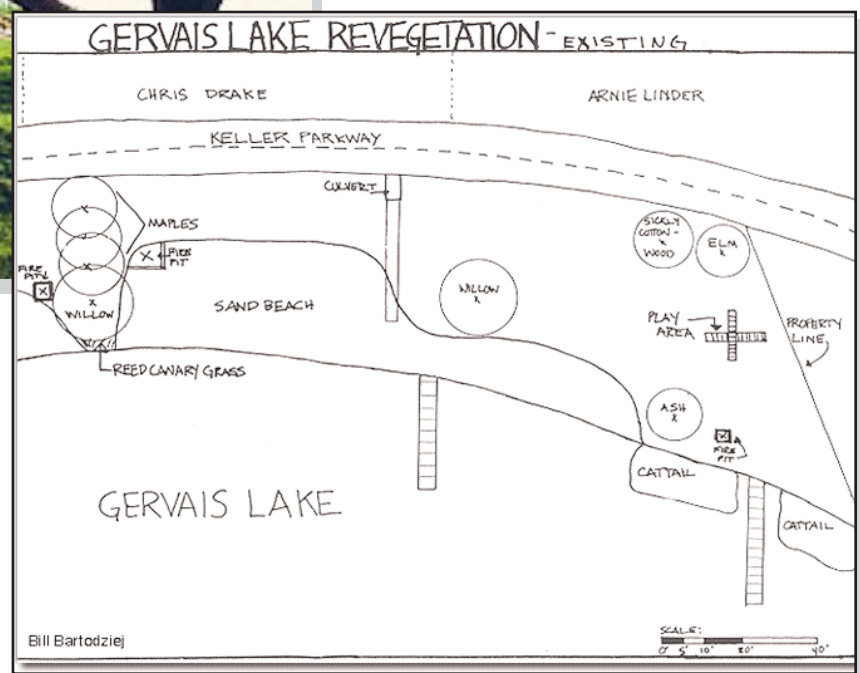 GERVAIS LAKE REVEGETATION - EXISTING
CHRIS DRAKE
ARNIE LINDER
KELLER PARKWAY
CULVERT
MAPLES
FIRE
PIT
FIRE
PIT
WILLOW
SAND BEACH
REED CANARY GRASS
WILLOW
SICKLY
COTTON-
WOOD
ELM
PLAY
AREA
PROPERTY
LINE
ASH
FIRE
PIT
CATTAIL
CATTAIL
GERVAIS LAKE
Bill Bartodziej
SCALE:
0' 5' 10' 20' 40'